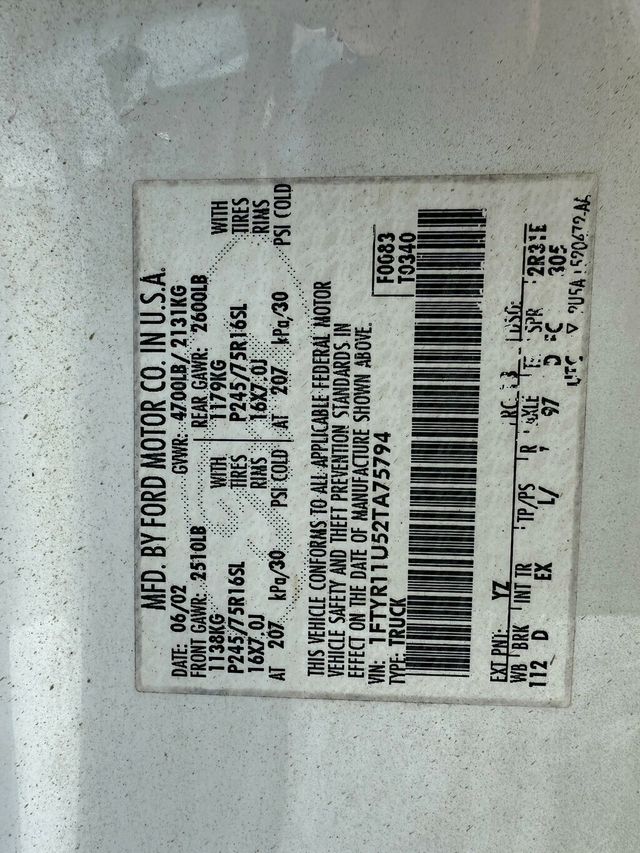 MFD. BY FORD MOTOR CO. IN U.S.A.
DATE: 06/02 GVWR: 4700LB/ 2131KG
FRONT GAWR: 2510LB REAR GAWR: 2600LB
1138KG WITH 1179KG WITH
P245/75R16SL TIRES P245/75R16SL TIRES
16X7.0J RIMS 16X7.0J RIMS
AT 207 kPa/30 PSI COLD AT 207 kPa/30 PSI COLD
THIS VEHICLE CONFORMS TO ALL APPLICABLE FEDERAL MOTOR
VEHICLE SAFETY AND THEFT PREVENTION STANDARDS IN
EFFECT ON THE DATE OF MANUFACTURE SHOWN ABOVE.
VIN: 1FTYR11U52TA75794 F0083
TYPE: TRUCK T0340
EXT PNT: YZ RC: DSO:
WB BRK INT TR TP/PS R AXLE SPR 2R31E
112 D EX L/ 97 D 305
UTC